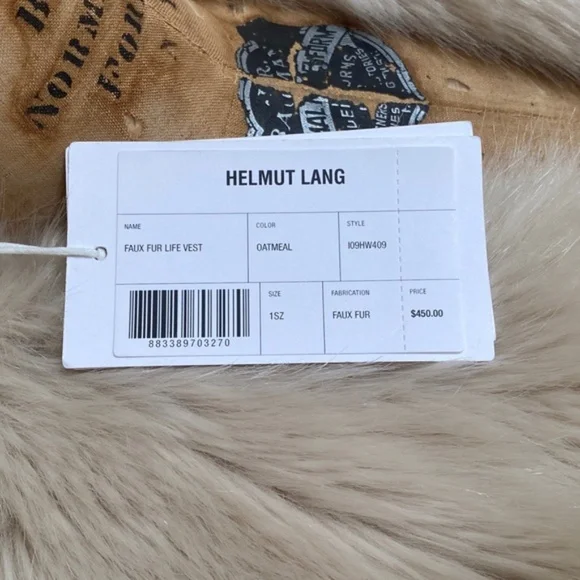 B
NORM
FOR
HELMUT LANG
NAME
COLOR
STYLE
FAUX FUR LIFE VEST
OATMEAL
I09HW409
SIZE
FABRICATION
PRICE
1SZ
FAUX FUR
$450.00
883389703270